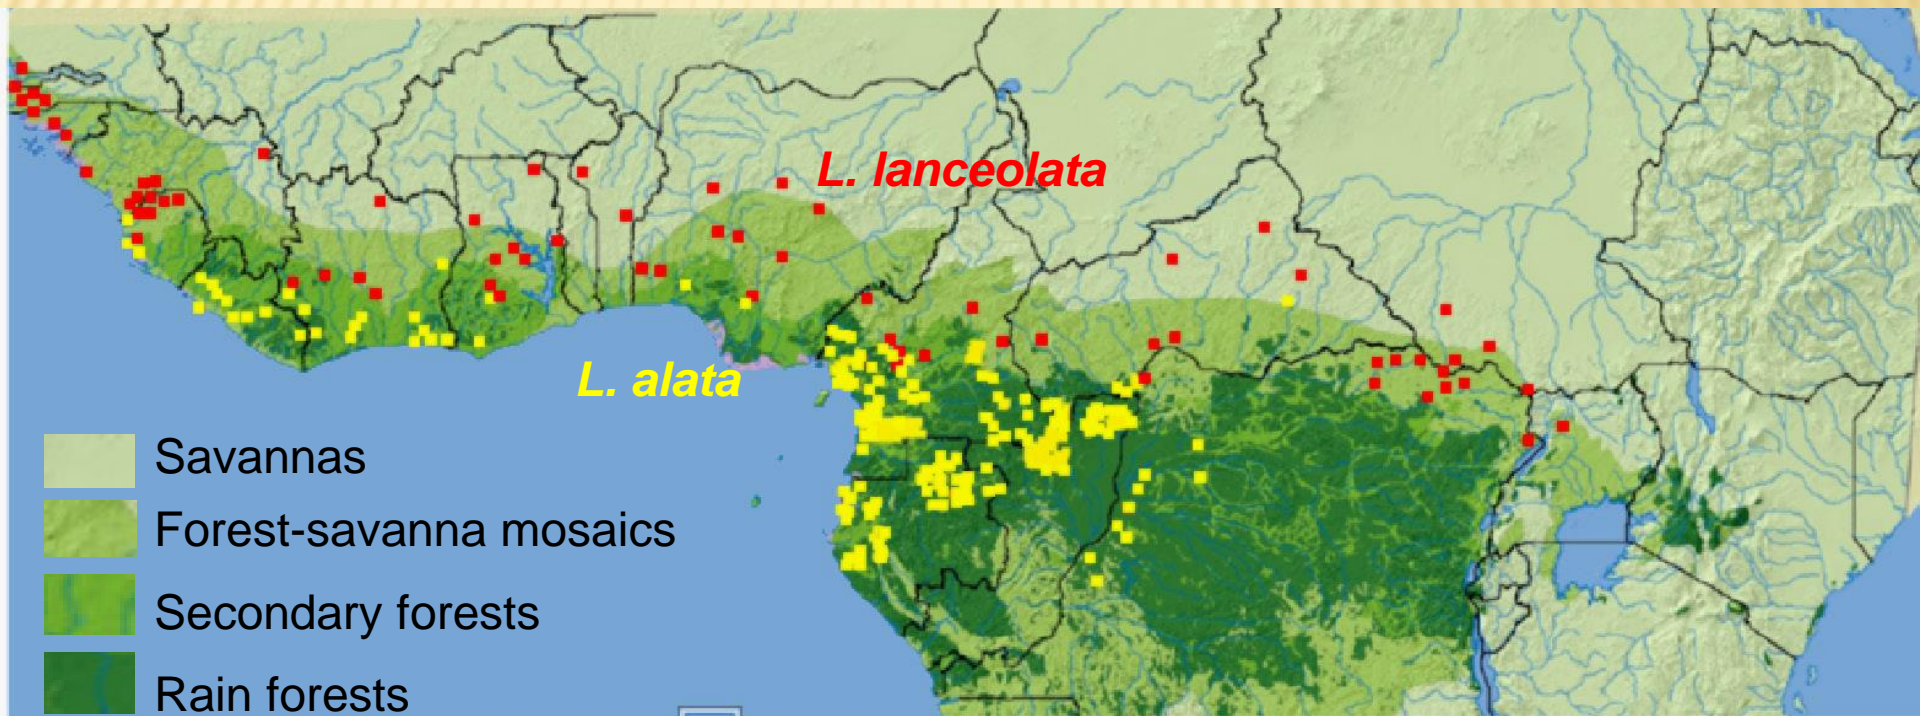 L. lanceolata
L. alata
Savannas
Forest-savanna mosaics
Secondary forests
Rain forests